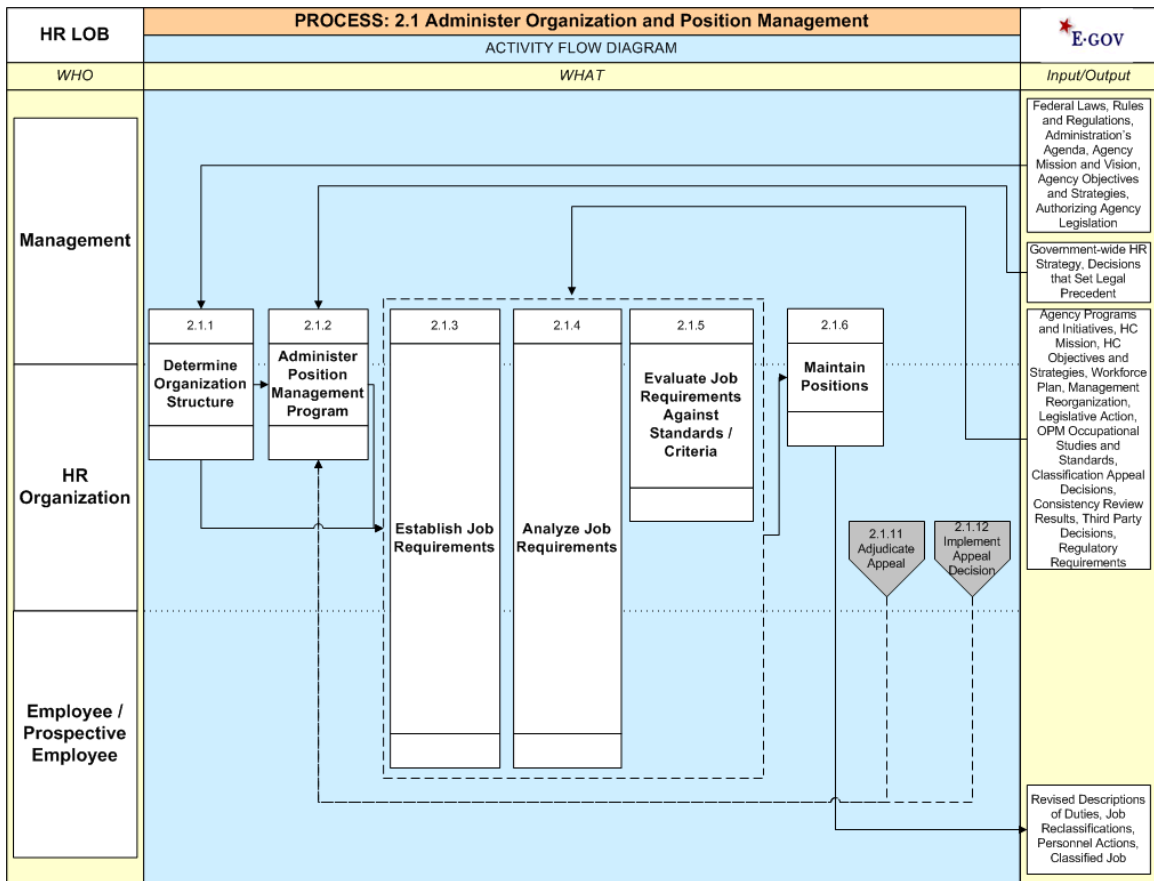 HR LOB
PROCESS: 2.1 Administer Organization and Position Management
ACTIVITY FLOW DIAGRAM
E-GOV
WHO
WHAT
Input/Output
Management
HR
Organization
Employee /
Prospective
Employee
2.1.1
Determine
Organization
Structure
2.1.2
Administer
Position
Management
Program
2.1.3
Establish Job
Requirements
2.1.4
Analyze Job
Requirements
2.1.5
Evaluate Job
Requirements
Against
Standards /
Criteria
2.1.6
Maintain
Positions
2.1.11
Adjudicate
Appeal
2.1.12
Implement
Appeal
Decision
Federal Laws, Rules
and Regulations,
Administration's
Agenda, Agency
Mission and Vision,
Agency Objectives
and Strategies,
Authorizing Agency
Legislation
Government-wide HR
Strategy, Decisions
that Set Legal
Precedent
Agency Programs
and Initiatives, HC
Mission, HC
Objectives and
Strategies, Workforce
Plan, Management
Reorganization,
Legislative Action,
OPM Occupational
Studies and
Standards,
Classification Appeal
Decisions,
Consistency Review
Results, Third Party
Decisions,
Regulatory
Requirements
Revised Descriptions
of Duties, Job
Reclassifications,
Personnel Actions,
Classified Job